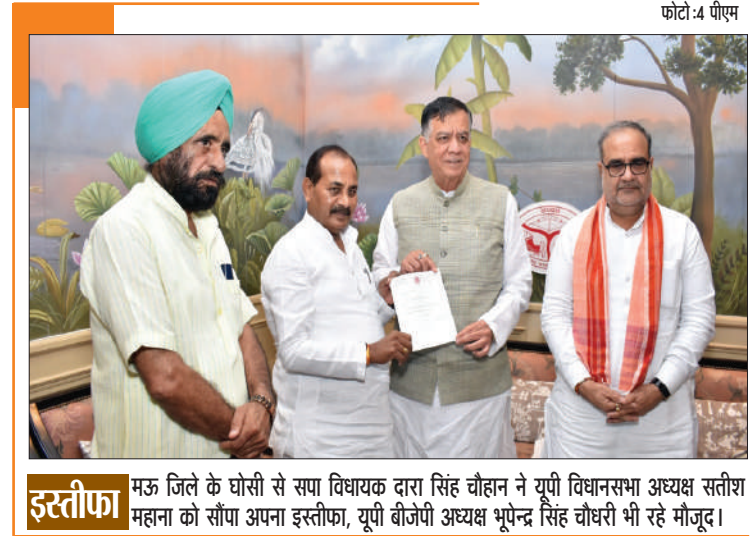 फोटो:4 पीएम
इस्तीफा
मऊ जिले के घोसी से सपा विधायक दारा सिंह चौहान ने यूपी विधानसभा अध्यक्ष सतीश
महाना को सौंपा अपना इस्तीफा, यूपी बीजेपी अध्यक्ष भूपेन्द्र सिंह चौधरी भी रहे मौजूद।